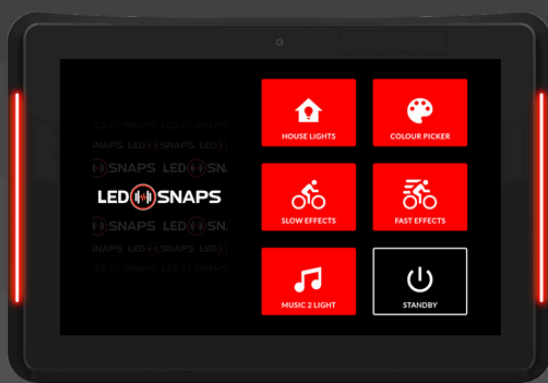 HOUSE LIGHTS
COLOUR PICKER
LED SNAPS
SLOW EFFECTS
FAST EFFECTS
MUSIC 2 LIGHT
STANDBY